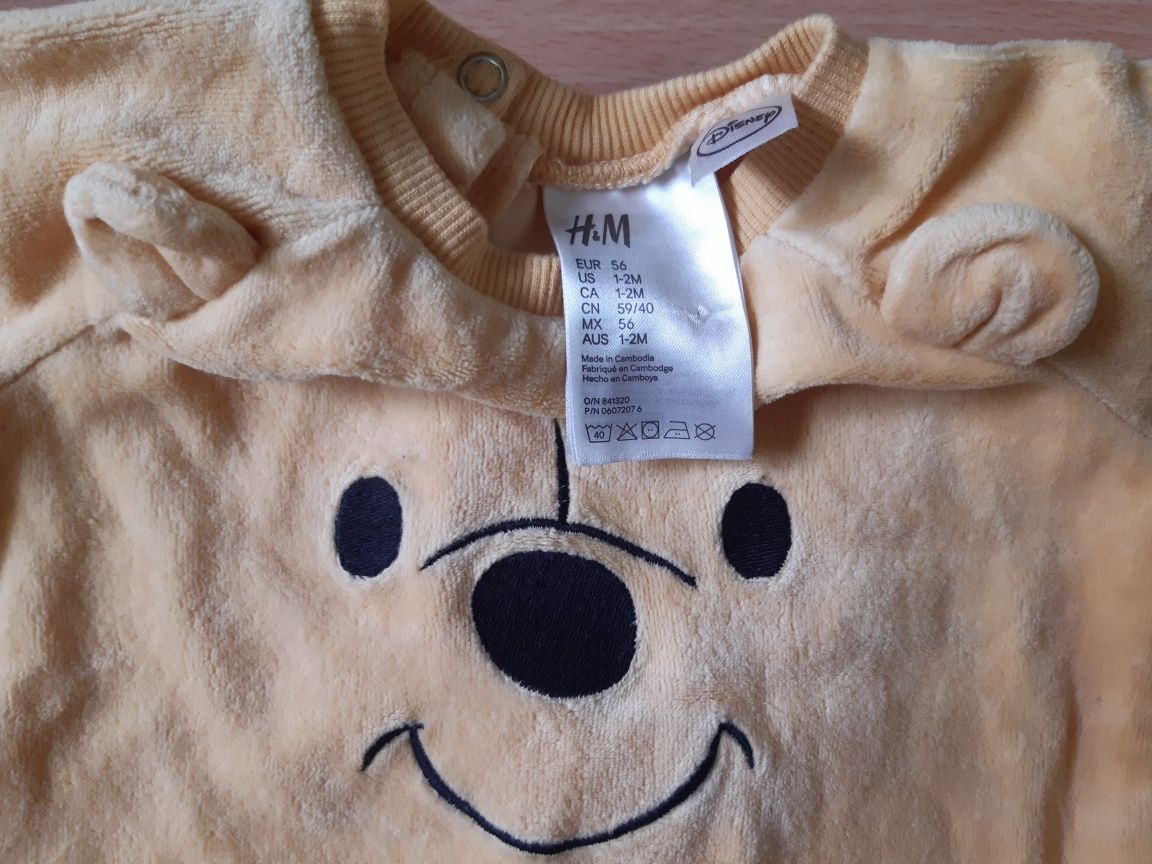 Disney
H&M
EUR 56
US 1-2M
CA 1-2M
CN 59/40
MX 56
AUS 1-2M
Made in Cambodia
Fabriqué en Cambodge
Hecho en Camboya
O/N 841320
P/N 0607207 6
40